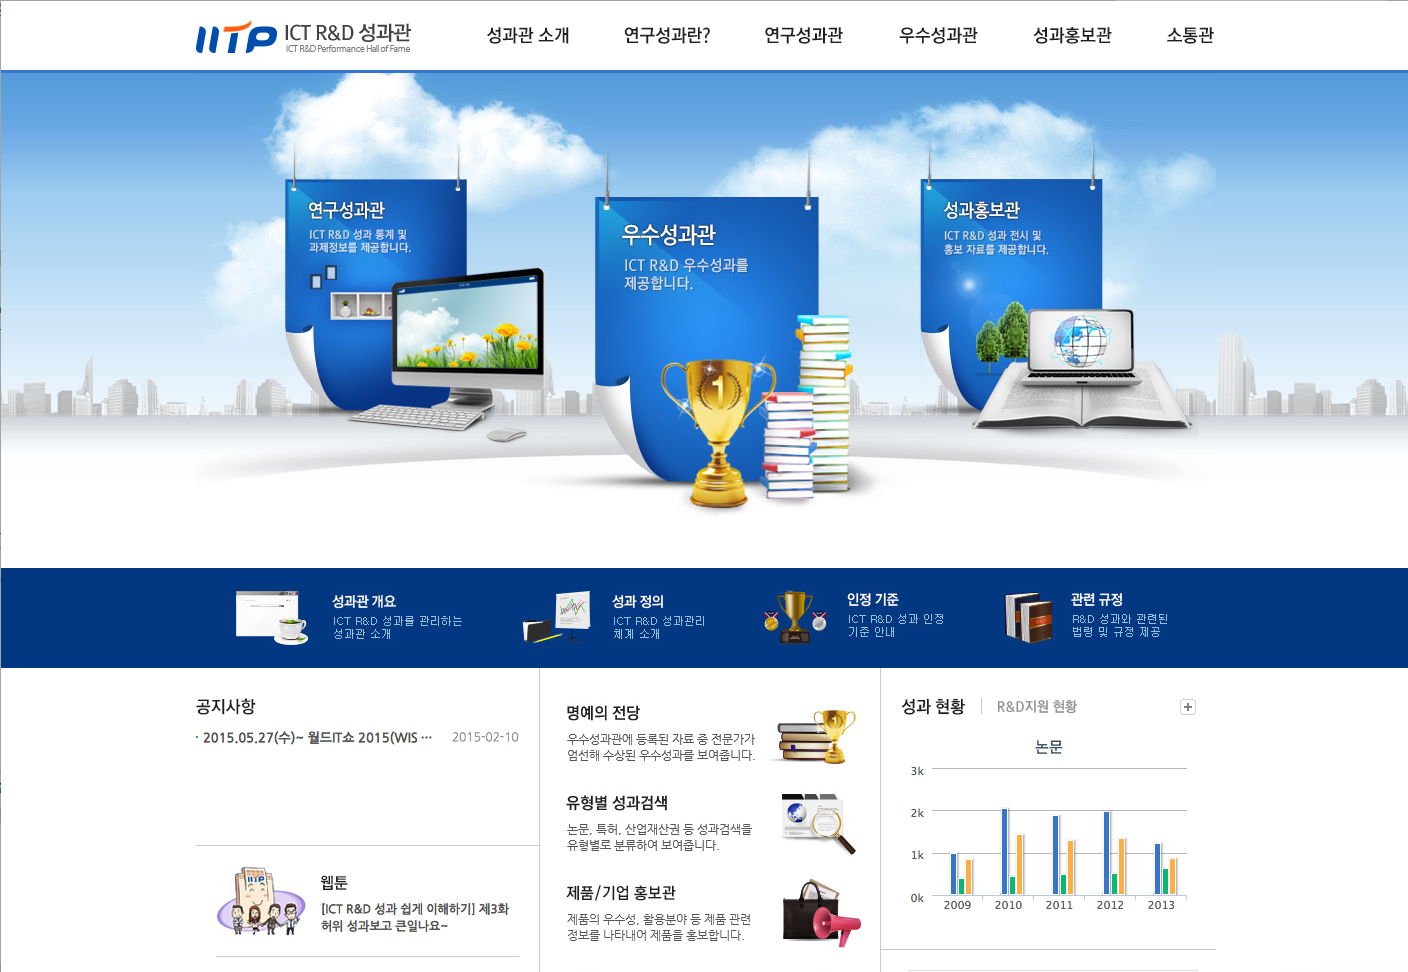 IITP ICT R&D 성과관
ICT R&D Performance Hall of Fame
성과관 소개 연구성과란? 연구성과관 우수성과관 성과홍보관 소통관
연구성과관
ICT R&D 성과 통계 및
과제정보를 제공합니다.
우수성과관
ICT R&D 우수성과를
제공합니다.
1
성과홍보관
ICT R&D 성과 전시 및
홍보 자료를 제공합니다.
성과관 개요
ICT R&D 성과를 관리하는
성과관 소개
성과 정의
ICT R&D 성과관리
체계 소개
인정 기준
ICT R&D 성과 인정
기준 안내
관련 규정
R&D 성과와 관련된
법령 및 규정 제공
공지사항
· 2015.05.27(수)~ 월드IT쇼 2015(WIS ··· 2015-02-10
IITP
웹툰
[ICT R&D 성과 쉽게 이해하기] 제3화
허위 성과보고 큰일나요~
명예의 전당
우수성과관에 등록된 자료 중 전문가가
엄선해 수상된 우수성과를 보여줍니다.
유형별 성과검색
논문, 특허, 산업재산권 등 성과검색을
유형별로 분류하여 보여줍니다.
제품/기업 홍보관
제품의 우수성, 활용분야 등 제품 관련
정보를 나타내어 제품을 홍보합니다.
성과 현황 R&D지원 현황
논문
3k
2k
1k
0k
2009 2010 2011 2012 2013